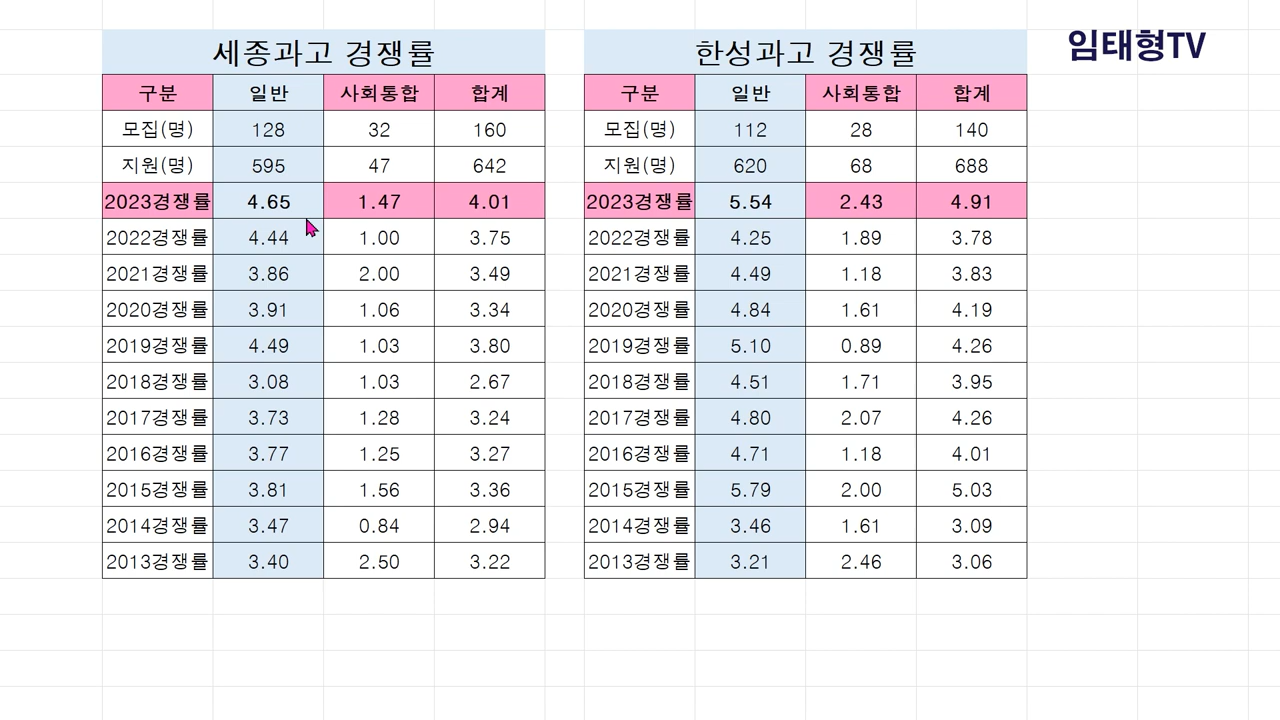 임태형TV
세종과고 경쟁률
구분 일반 사회통합 합계
모집(명) 128 32 160
지원(명) 595 47 642
2023경쟁률 4.65 1.47 4.01
2022경쟁률 4.44 1.00 3.75
2021경쟁률 3.86 2.00 3.49
2020경쟁률 3.91 1.06 3.34
2019경쟁률 4.49 1.03 3.80
2018경쟁률 3.08 1.03 2.67
2017경쟁률 3.73 1.28 3.24
2016경쟁률 3.77 1.25 3.27
2015경쟁률 3.81 1.56 3.36
2014경쟁률 3.47 0.84 2.94
2013경쟁률 3.40 2.50 3.22
한성과고 경쟁률
구분 일반 사회통합 합계
모집(명) 112 28 140
지원(명) 620 68 688
2023경쟁률 5.54 2.43 4.91
2022경쟁률 4.25 1.89 3.78
2021경쟁률 4.49 1.18 3.83
2020경쟁률 4.84 1.61 4.19
2019경쟁률 5.10 0.89 4.26
2018경쟁률 4.51 1.71 3.95
2017경쟁률 4.80 2.07 4.26
2016경쟁률 4.71 1.18 4.01
2015경쟁률 5.79 2.00 5.03
2014경쟁률 3.46 1.61 3.09
2013경쟁률 3.21 2.46 3.06